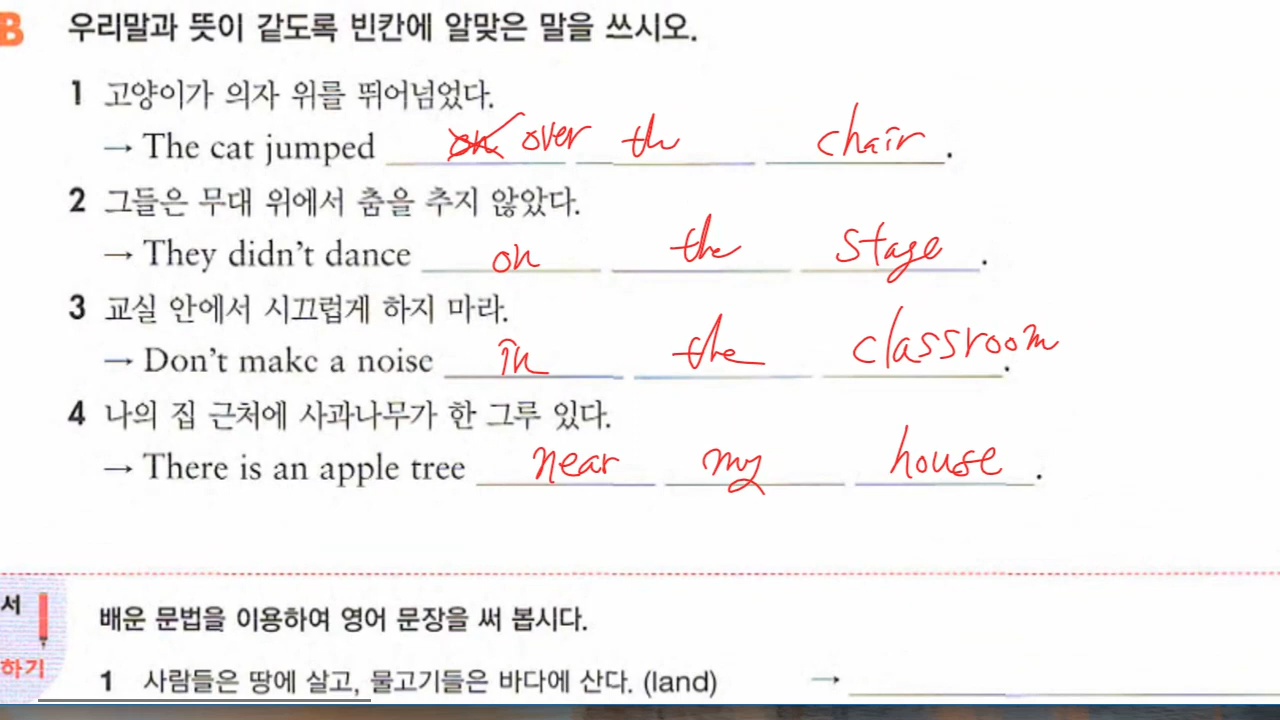 B 우리말과 뜻이 같도록 빈칸에 알맞은 말을 쓰시오.
1 고양이가 의자 위를 뛰어넘었다.
→ The cat jumped on over th chair.
2 그들은 무대 위에서 춤을 추지 않았다.
→ They didn't dance on the stage.
3 교실 안에서 시끄럽게 하지 마라.
→ Don't make a noise in the classroom.
4 나의 집 근처에 사과나무가 한 그루 있다.
→ There is an apple tree near my house.
서
하기
배운 문법을 이용하여 영어 문장을 써 봅시다.
1 사람들은 땅에 살고, 물고기들은 바다에 산다. (land) →